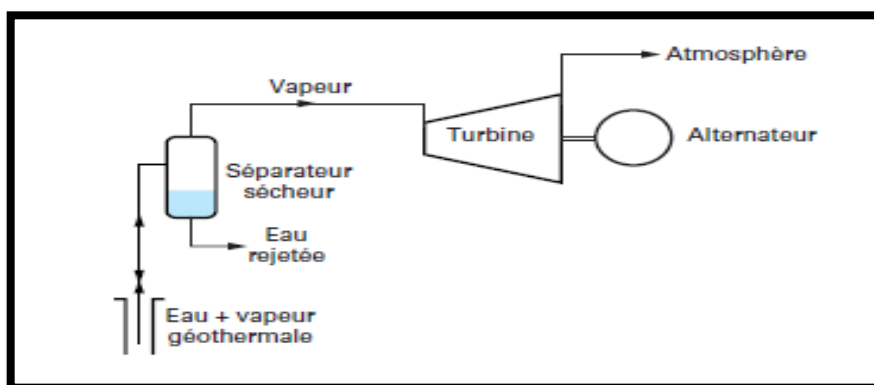 Atmosphère
Vapeur
Turbine
Alternateur
Séparateur
sécheur
Eau
rejetée
Eau + vapeur
géothermale